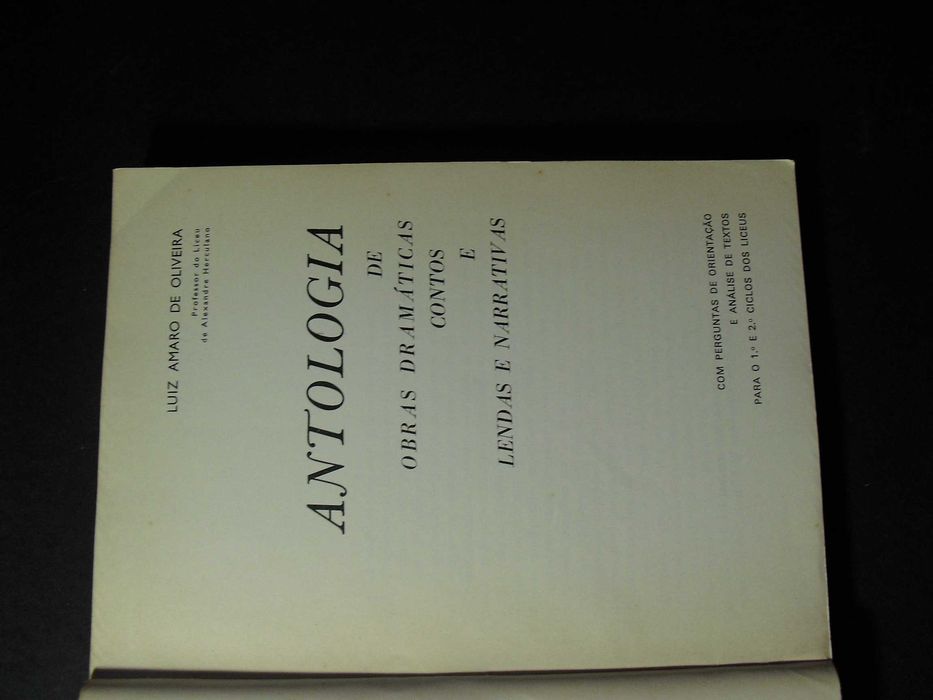 LUIZ AMARO DE OLIVEIRA
Professor do Liceu
de Alexandre Herculano
ANTOLOGIA
DE
OBRAS DRAMÁTICAS
CONTOS
E
LENDAS E NARRATIVAS
COM PERGUNTAS DE ORIENTAÇÃO
E ANÁLISE DE TEXTOS
PARA O 1.º E 2.º CICLOS DOS LICEUS